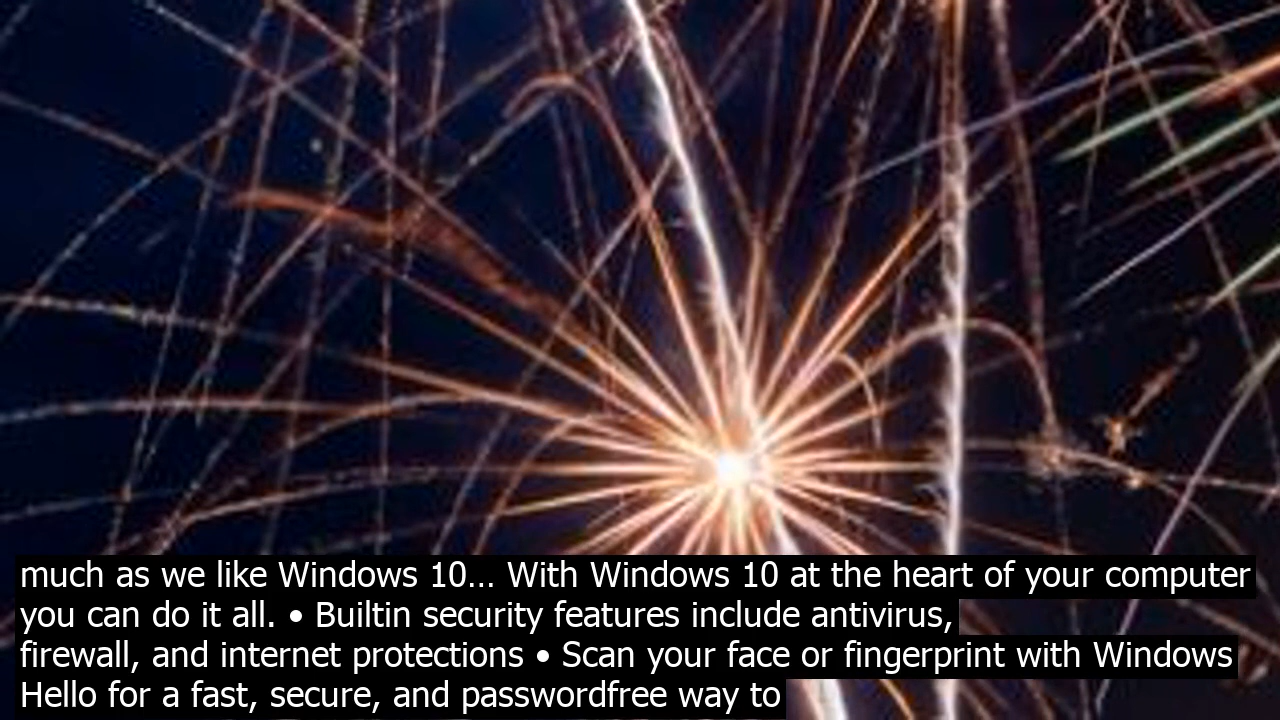 much as we like Windows 10... With Windows 10 at the heart of your computer
you can do it all. • Builtin security features include antivirus,
firewall, and internet protections • Scan your face or fingerprint with Windows
Hello for a fast, secure, and passwordfree way to